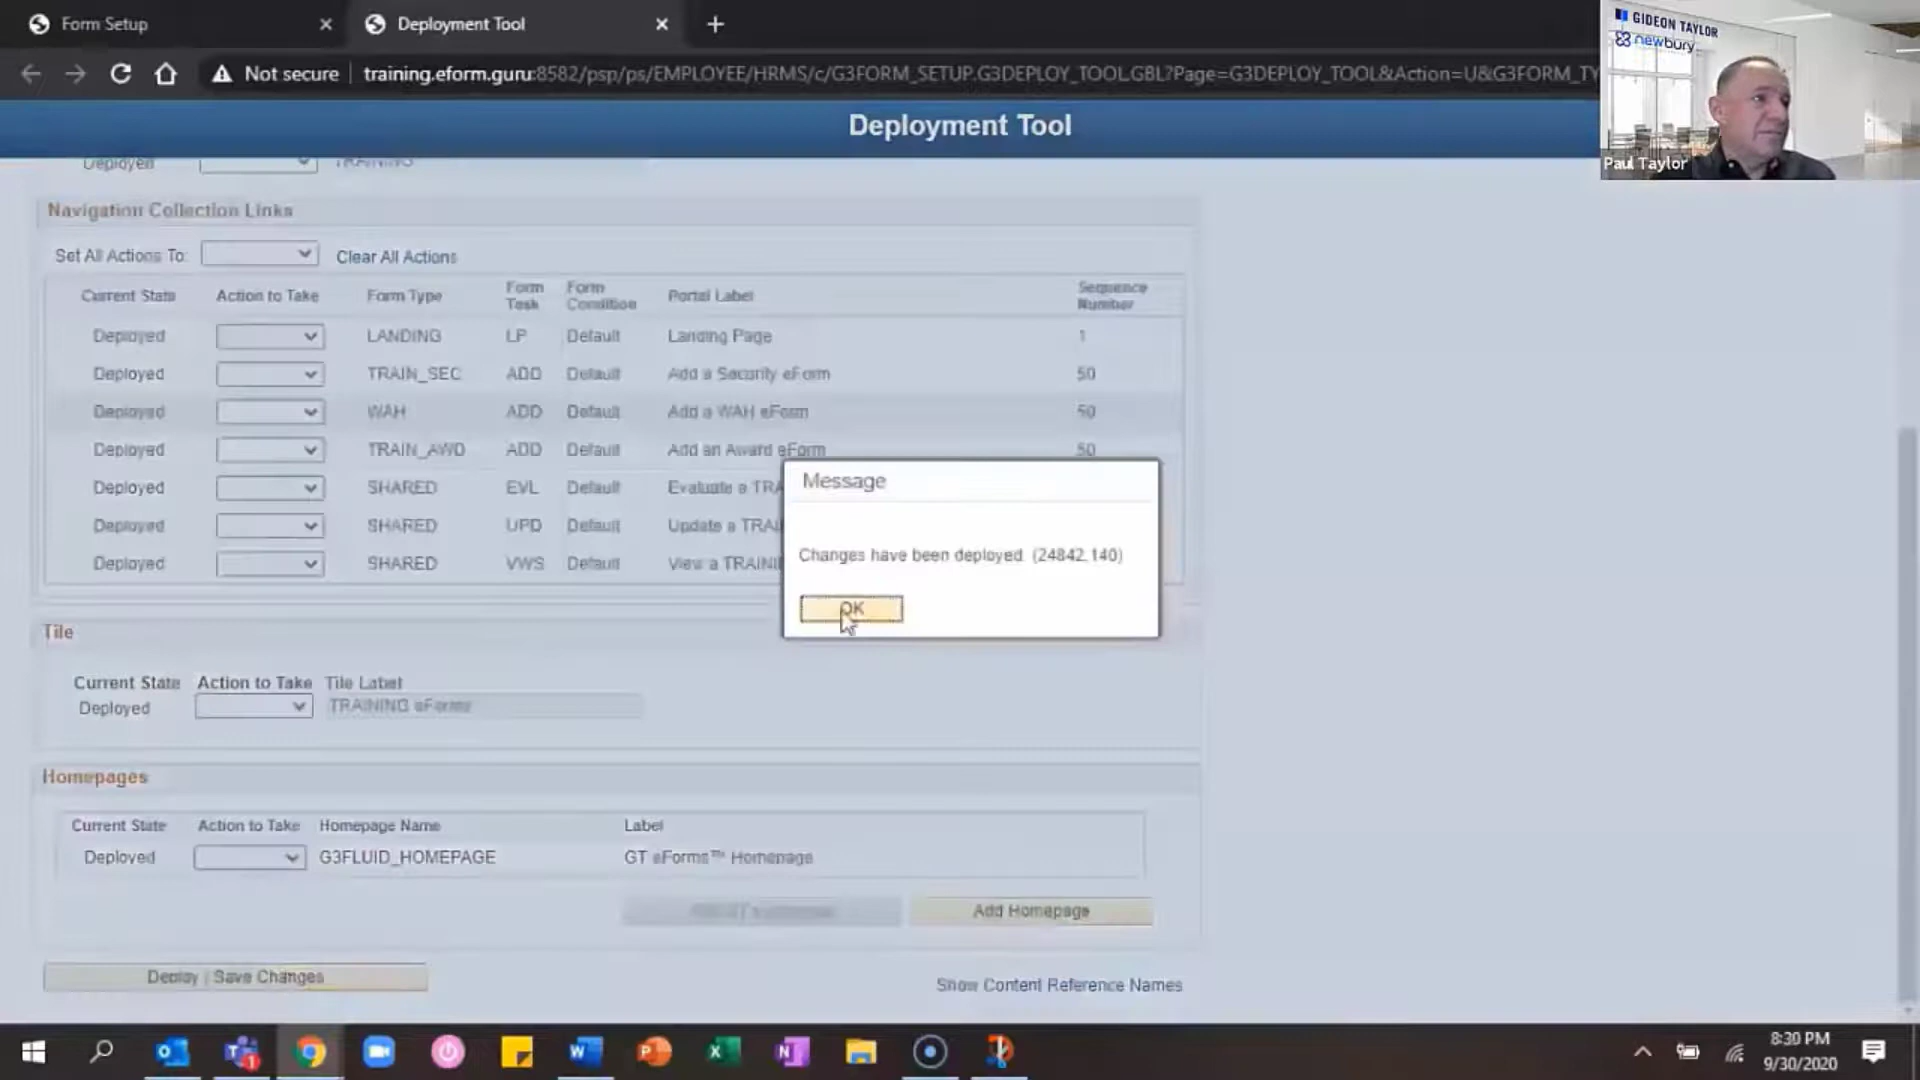 Form Setup
Deployment Tool
Not secure
training.eform.guru:8582/psp/ps/EMPLOYEE/HRMS/c/G3FORM_SETUP.G3DEPLOY_TOOL.GBL?Page=G3DEPLOY_TOOL&Action=U&G3FORM_TY
GIDEON TAYLOR
newbury
Paul Taylor
Deployment Tool
Deployed TRAINING
Navigation Collection Links
Set All Actions To: Clear All Actions
Current State Action to Take Form Type Form Task Form Condition Portal Label Sequence Number
Deployed LANDING LP Default Landing Page 1
Deployed TRAIN_SEC ADD Default Add a Security eForm 50
Deployed WAH ADD Default Add a WAH eForm 50
Deployed TRAIN_AWD ADD Default Add an Award eForm 50
Deployed SHARED EVL Default Evaluate a TRA
Deployed SHARED UPD Default Update a TRAI
Deployed SHARED VWS Default View a TRAINI
Message
Changes have been deployed. (24842,140)
OK
Tile
Current State Action to Take Tile Label
Deployed TRAINING eForms
Homepages
Current State Action to Take Homepage Name Label
Deployed G3FLUID_HOMEPAGE GT eForms™ Homepage
Add Homepage
Deploy / Save Changes
Show Content Reference Names
8:30 PM
9/30/2020